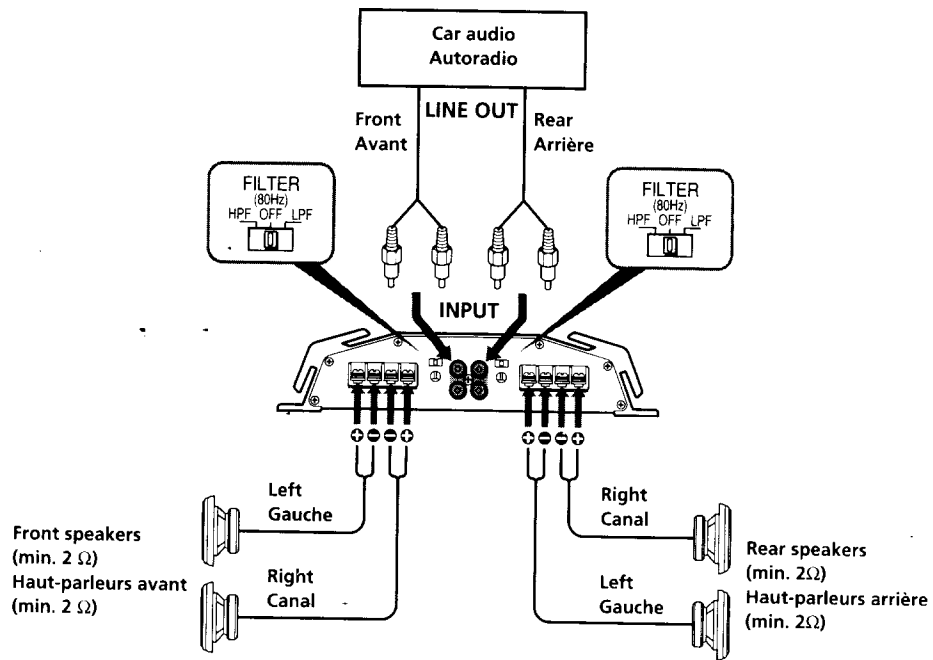 Car audio
Autoradio
LINE OUT
Front
Avant
Rear
Arrière
FILTER
(80Hz)
HPF OFF LPF
FILTER
(80Hz)
HPF OFF LPF
INPUT
+ − − +
+ − − +
Left
Gauche
Right
Canal
Front speakers
(min. 2 Ω)
Haut-parleurs avant
(min. 2 Ω)
Right
Canal
Left
Gauche
Rear speakers
(min. 2Ω)
Haut-parleurs arrière
(min. 2Ω)